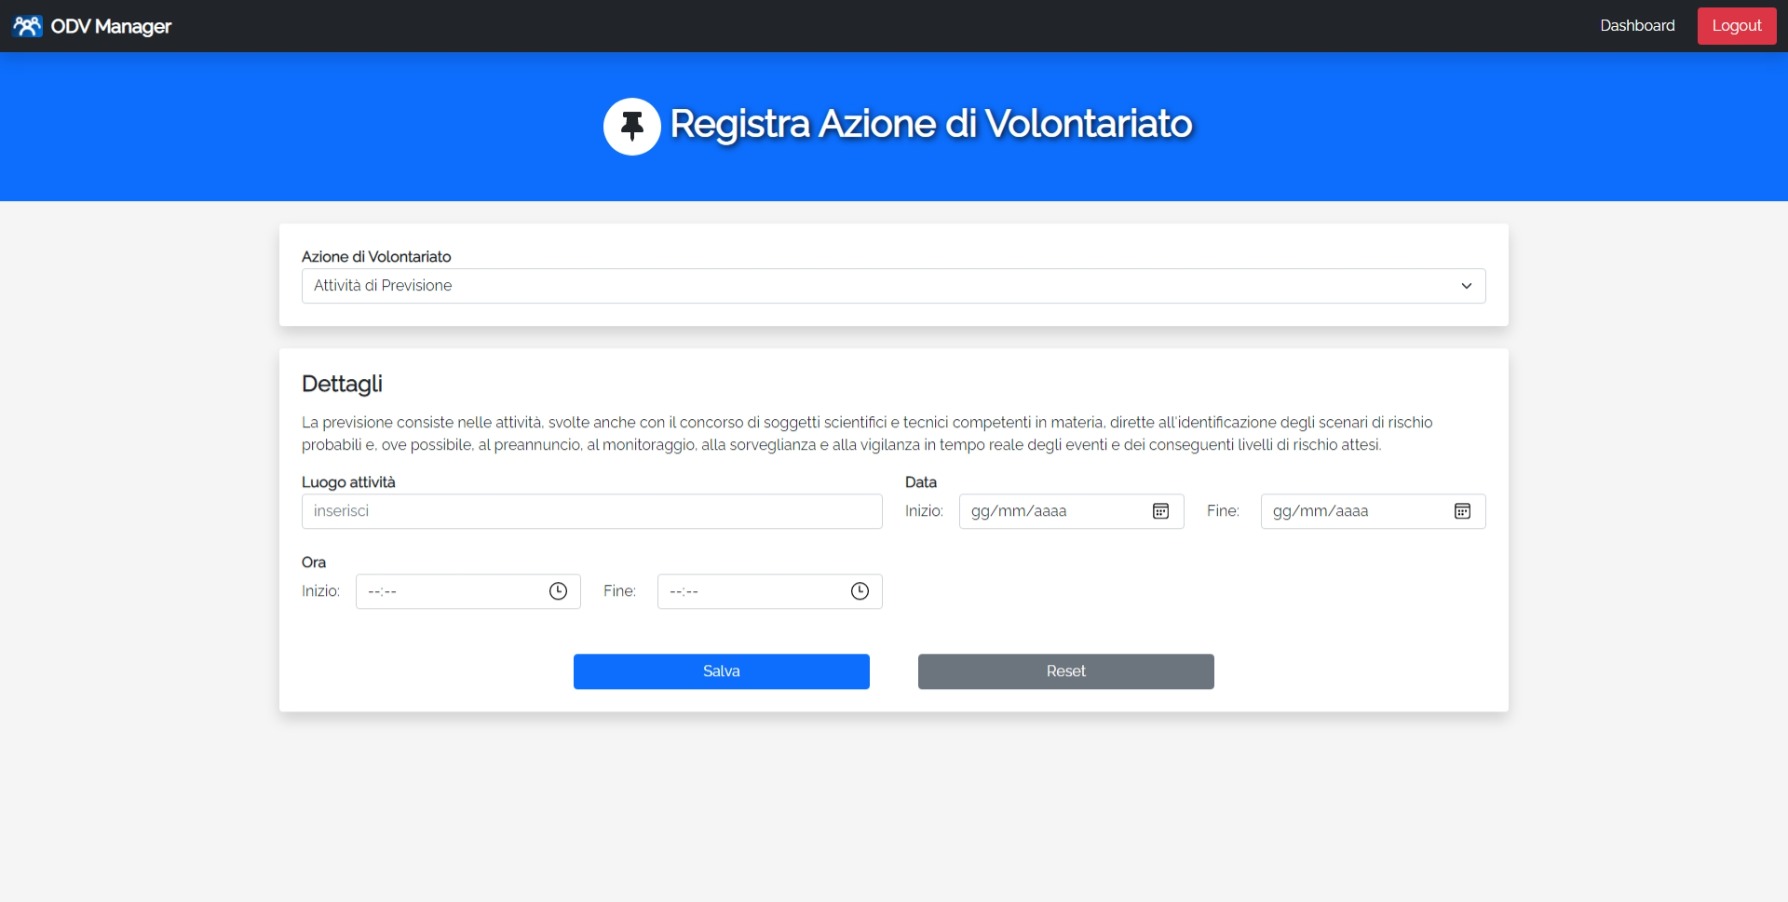 ODV Manager
Dashboard
Logout
Registra Azione di Volontariato
Azione di Volontariato
Attività di Previsione
Dettagli
La previsione consiste nelle attività, svolte anche con il concorso di soggetti scientifici e tecnici competenti in materia, dirette all'identificazione degli scenari di rischio
probabili e, ove possibile, al preannuncio, al monitoraggio, alla sorveglianza e alla vigilanza in tempo reale degli eventi e dei conseguenti livelli di rischio attesi.
Luogo attività
inserisci
Data
Inizio: gg/mm/aaaa Fine: gg/mm/aaaa
Ora
Inizio: --:-- Fine: --:--
Salva
Reset